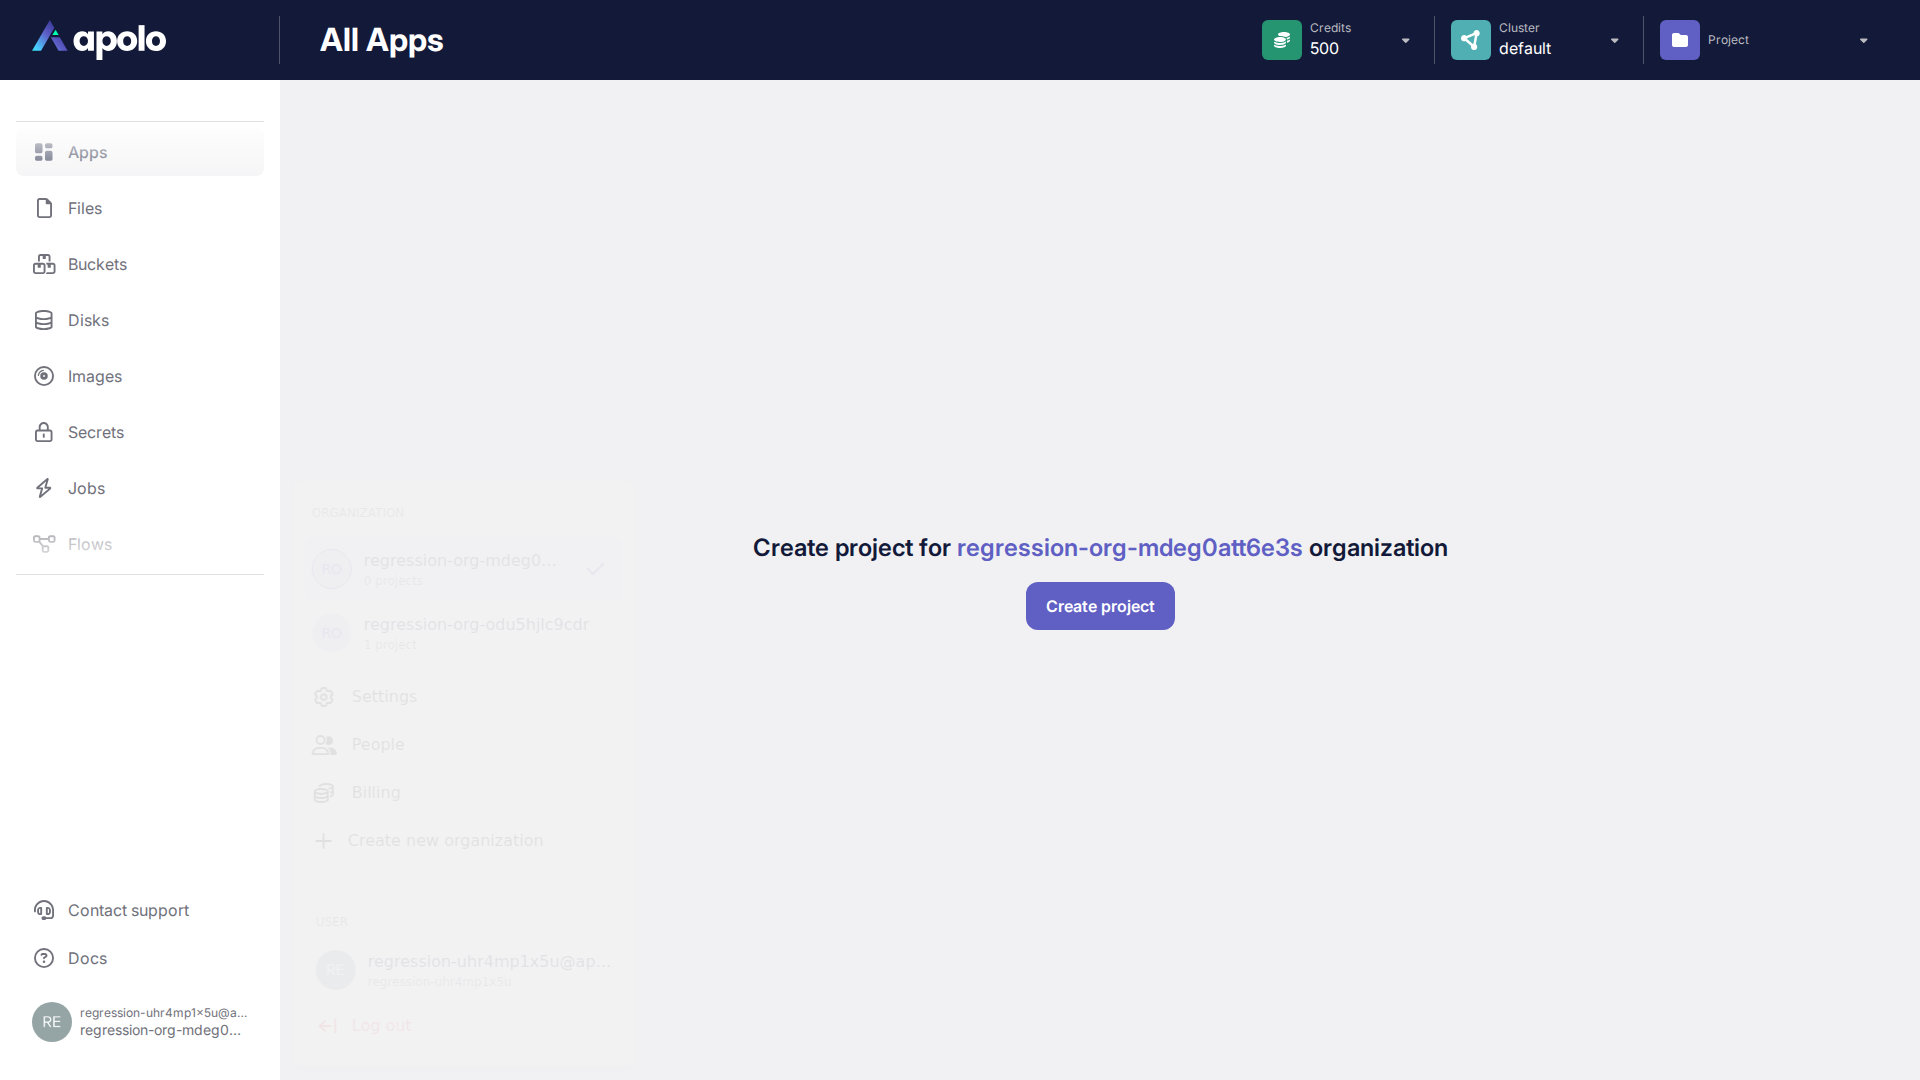 apolo
All Apps
Credits
500
Cluster
default
Project
Apps
Files
Buckets
Disks
Images
Secrets
Jobs
Flows
Contact support
Docs
RE
regression-uhr4mp1x5u@a...
regression-org-mdeg0...
ORGANIZATION
RO
regression-org-mdeg0...
0 projects
RO
regression-org-odu5hjlc9cdr
1 project
Settings
People
Billing
Create new organization
USER
RE
regression-uhr4mp1x5u@ap...
regression-uhr4mp1x5u
Log out
Create project for regression-org-mdeg0att6e3s organization
Create project